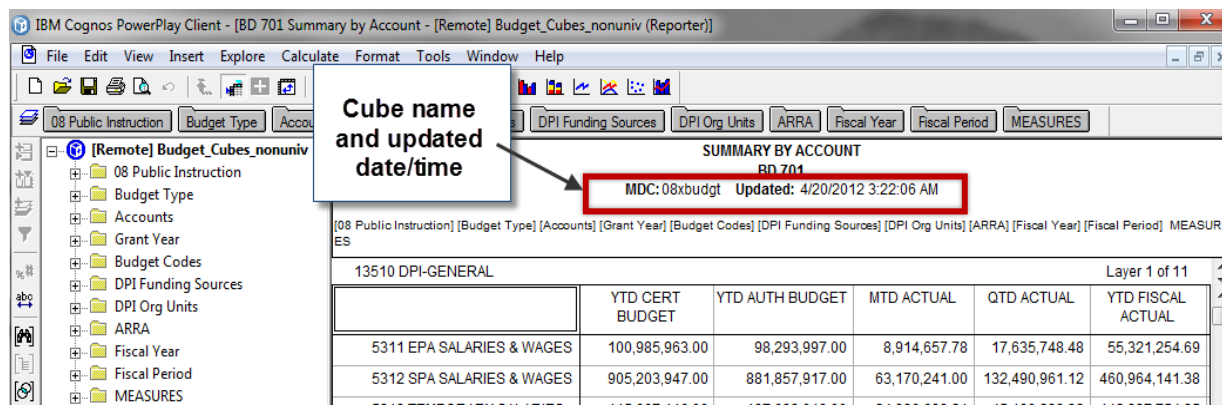 IBM Cognos PowerPlay Client - [BD 701 Summary by Account - [Remote] Budget_Cubes_nonuniv (Reporter)]
File Edit View Insert Explore Calculate Format Tools Window Help
Cube name
and updated
date/time
08 Public Instruction Budget Type DPI Funding Sources DPI Org Units ARRA Fiscal Year Fiscal Period MEASURES
[Remote] Budget_Cubes_nonuniv
08 Public Instruction
Budget Type
Accounts
Grant Year
Budget Codes
DPI Funding Sources
DPI Org Units
ARRA
Fiscal Year
Fiscal Period
MEASURES
SUMMARY BY ACCOUNT
BD 701
MDC: 08xbudgt Updated: 4/20/2012 3:22:06 AM
[08 Public Instruction] [Budget Type] [Accounts] [Grant Year] [Budget Codes] [DPI Funding Sources] [DPI Org Units] [ARRA] [Fiscal Year] [Fiscal Period] MEASUR
ES
13510 DPI-GENERAL Layer 1 of 11
YTD CERT BUDGET YTD AUTH BUDGET MTD ACTUAL QTD ACTUAL YTD FISCAL ACTUAL
5311 EPA SALARIES & WAGES 100,985,963.00 98,293,997.00 8,914,657.78 17,635,748.48 55,321,254.69
5312 SPA SALARIES & WAGES 905,203,947.00 881,857,917.00 63,170,241.00 132,490,961.12 460,964,141.38